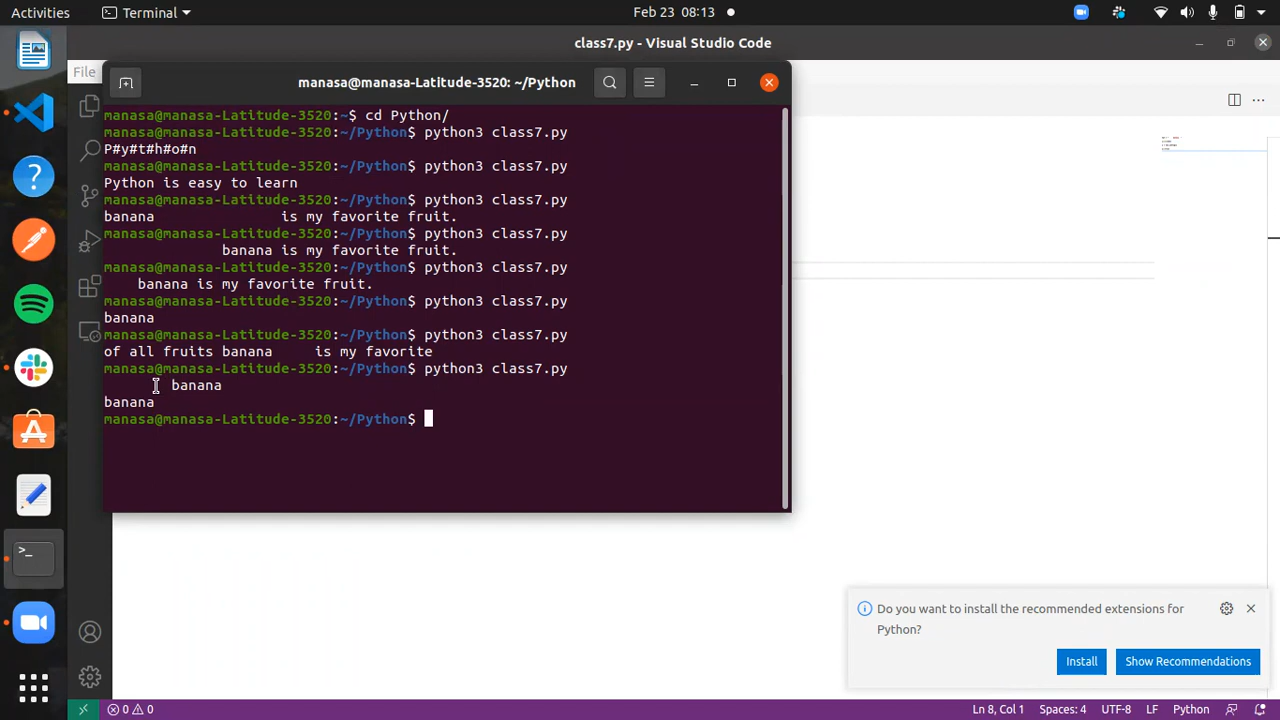 Activities Terminal Feb 23 08:13
class7.py - Visual Studio Code
File
manasa@manasa-Latitude-3520: ~/Python
manasa@manasa-Latitude-3520:~$ cd Python/
manasa@manasa-Latitude-3520:~/Python$ python3 class7.py
P#y#t#h#o#n
manasa@manasa-Latitude-3520:~/Python$ python3 class7.py
Python is easy to learn
manasa@manasa-Latitude-3520:~/Python$ python3 class7.py
banana               is my favorite fruit.
manasa@manasa-Latitude-3520:~/Python$ python3 class7.py
              banana is my favorite fruit.
manasa@manasa-Latitude-3520:~/Python$ python3 class7.py
    banana is my favorite fruit.
manasa@manasa-Latitude-3520:~/Python$ python3 class7.py
banana
manasa@manasa-Latitude-3520:~/Python$ python3 class7.py
of all fruits banana     is my favorite
manasa@manasa-Latitude-3520:~/Python$ python3 class7.py
        banana
banana
manasa@manasa-Latitude-3520:~/Python$
Do you want to install the recommended extensions for
Python?
Install Show Recommendations
0 0 Ln 8, Col 1 Spaces: 4 UTF-8 LF Python